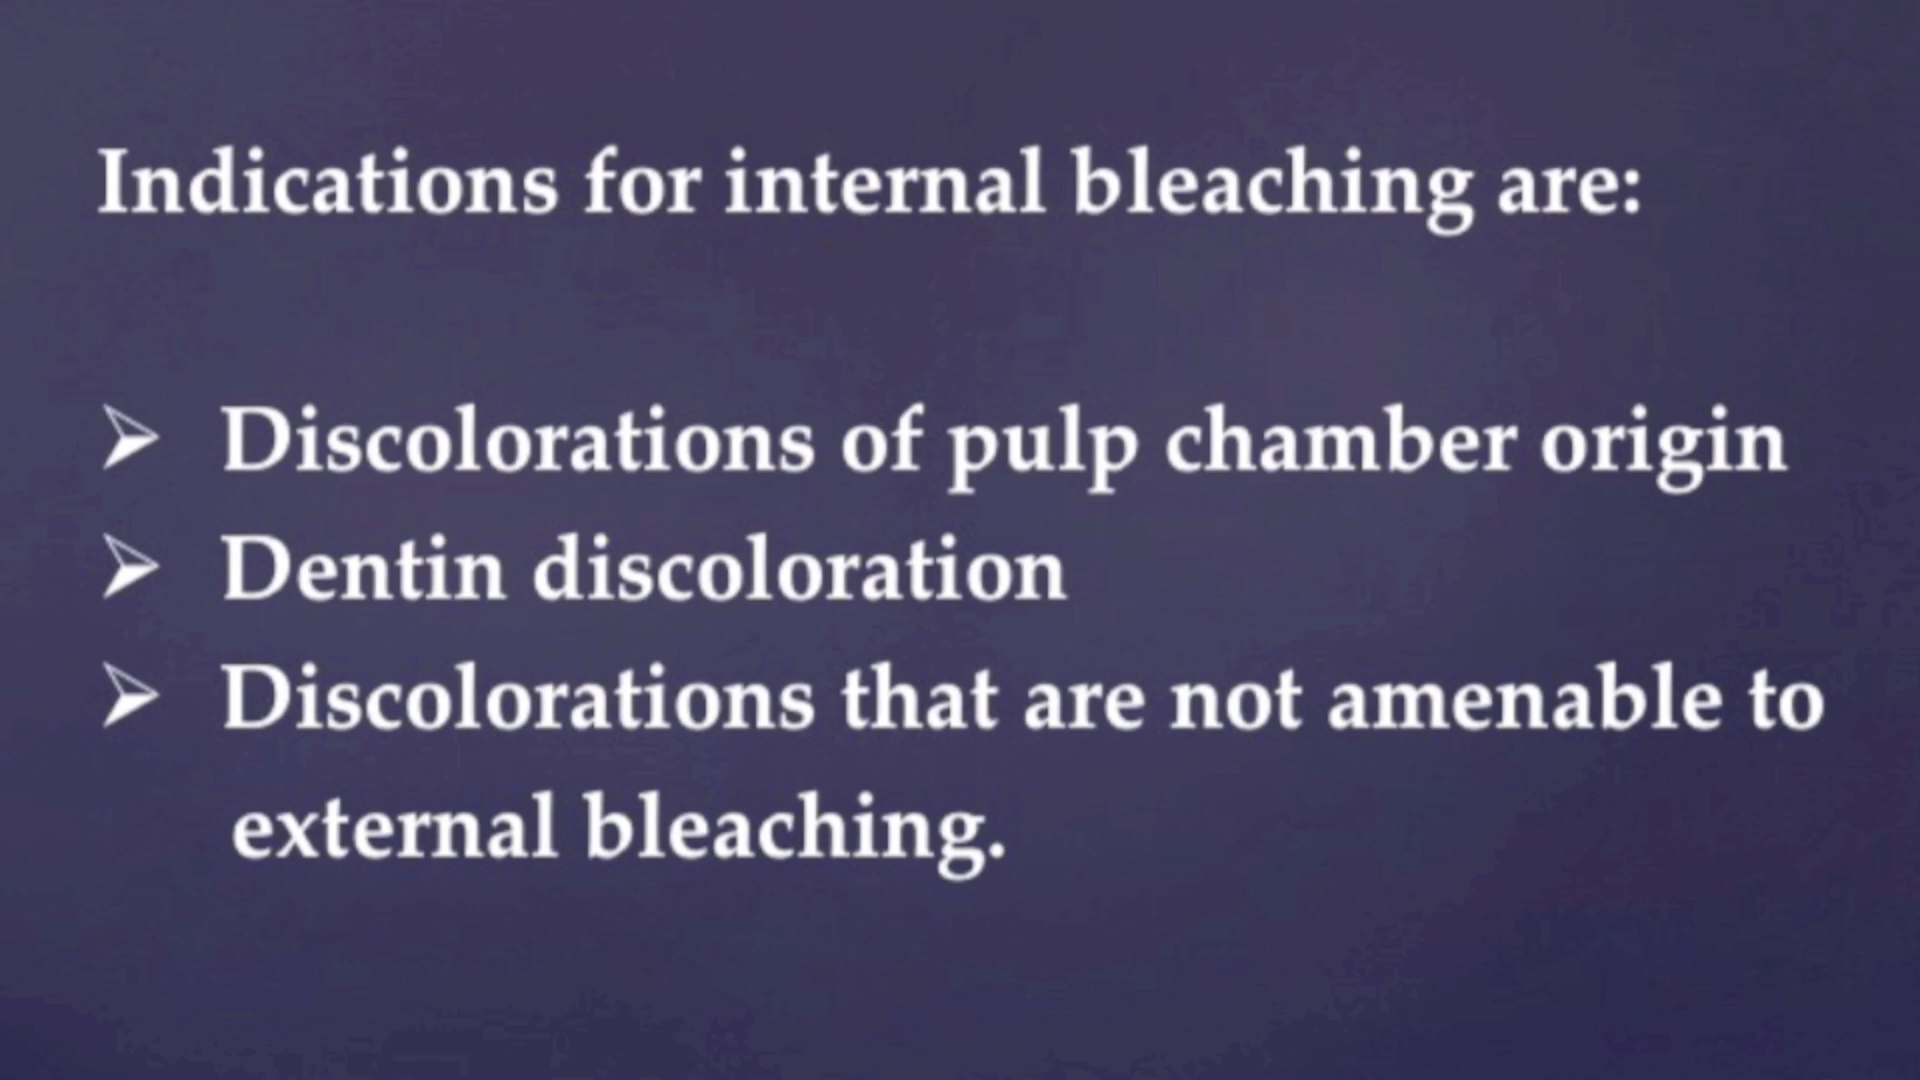 Indications for internal bleaching are:
➢ Discolorations of pulp chamber origin
➢ Dentin discoloration
➢ Discolorations that are not amenable to
external bleaching.